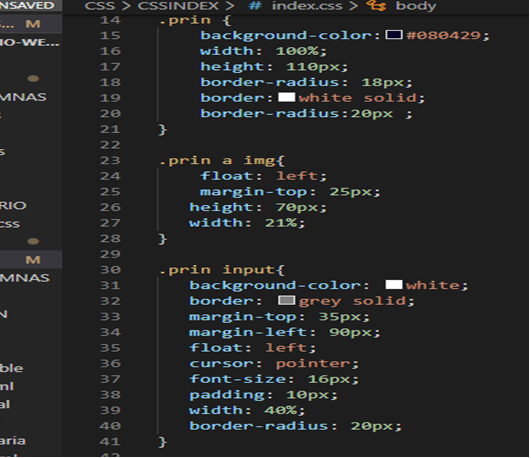 NSAVED
CSS > CSSINDEX > # index.css > body
S... M
IO-WE...
MNAS
s
RIO
css
M
MNAS
N
ble
ml
al
aria
14 .prin {
15 background-color: #080429;
16 width: 100%;
17 height: 110px;
18 border-radius: 18px;
19 border: white solid;
20 border-radius:20px ;
21 }
22
23 .prin a img{
24 float: left;
25 margin-top: 25px;
26 height: 70px;
27 width: 21%;
28 }
29
30 .prin input{
31 background-color: white;
32 border: grey solid;
33 margin-top: 35px;
34 margin-left: 90px;
35 float: left;
36 cursor: pointer;
37 font-size: 16px;
38 padding: 10px;
39 width: 40%;
40 border-radius: 20px;
41 }